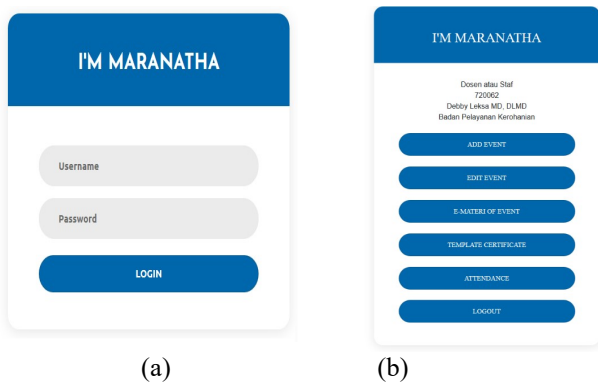 I'M MARANATHA
Username
Password
LOGIN
(a)
I'M MARANATHA
Dosen atau Staf
720062
Debby Leksa MD, DLMD
Badan Pelayanan Kerohanian
ADD EVENT
EDIT EVENT
E-MATERI OF EVENT
TEMPLATE CERTIFICATE
ATTENDANCE
LOGOUT
(b)